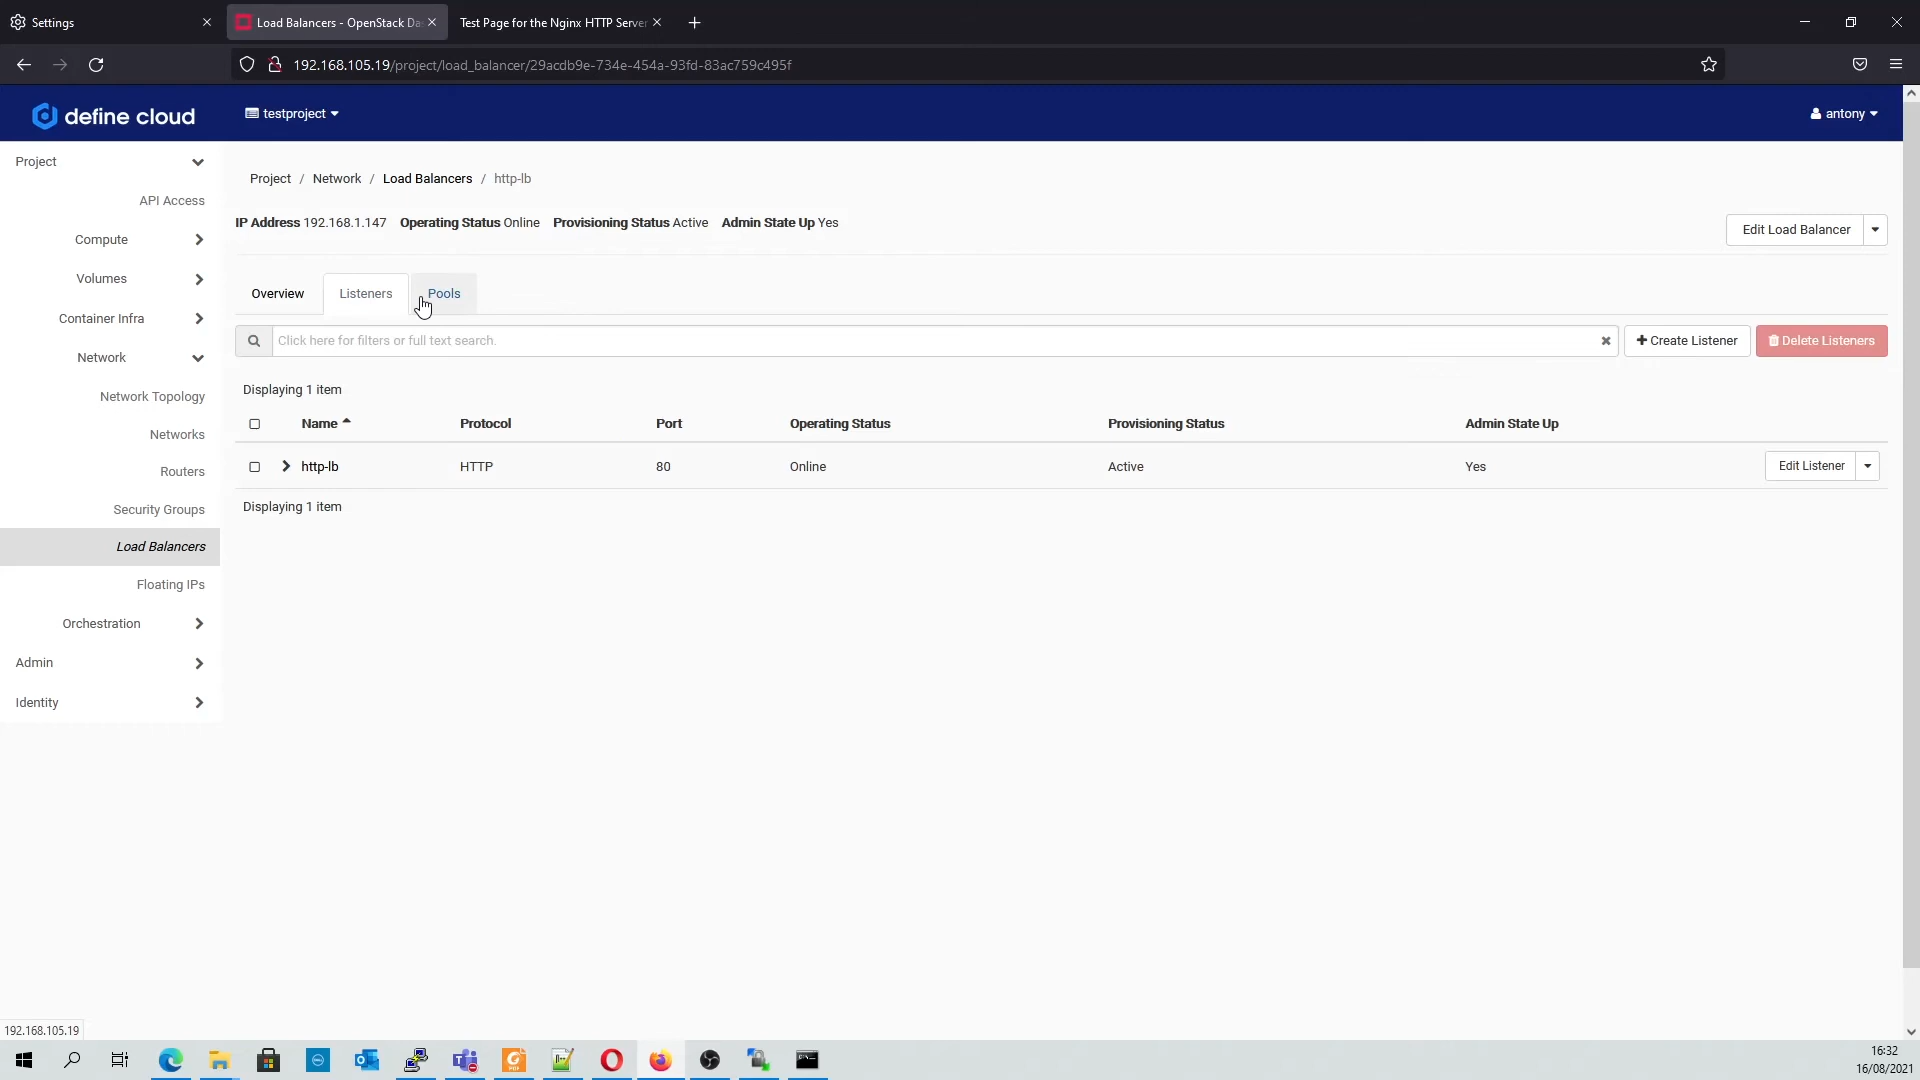 Settings
Load Balancers - OpenStack Das
Test Page for the Nginx HTTP Server
192.168.105.19/project/load_balancer/29acdb9e-734e-454a-93fd-83ac759c495f
define cloud
testproject
antony
Project
API Access
Compute
Volumes
Container Infra
Network
Network Topology
Networks
Routers
Security Groups
Load Balancers
Floating IPs
Orchestration
Admin
Identity
Project / Network / Load Balancers / http-lb
IP Address 192.168.1.147 Operating Status Online Provisioning Status Active Admin State Up Yes
Edit Load Balancer
Overview Listeners Pools
Click here for filters or full text search.
Create Listener
Delete Listeners
Displaying 1 item
Name Protocol Port Operating Status Provisioning Status Admin State Up
http-lb HTTP 80 Online Active Yes Edit Listener
Displaying 1 item
192.168.105.19
16:32
16/08/2021